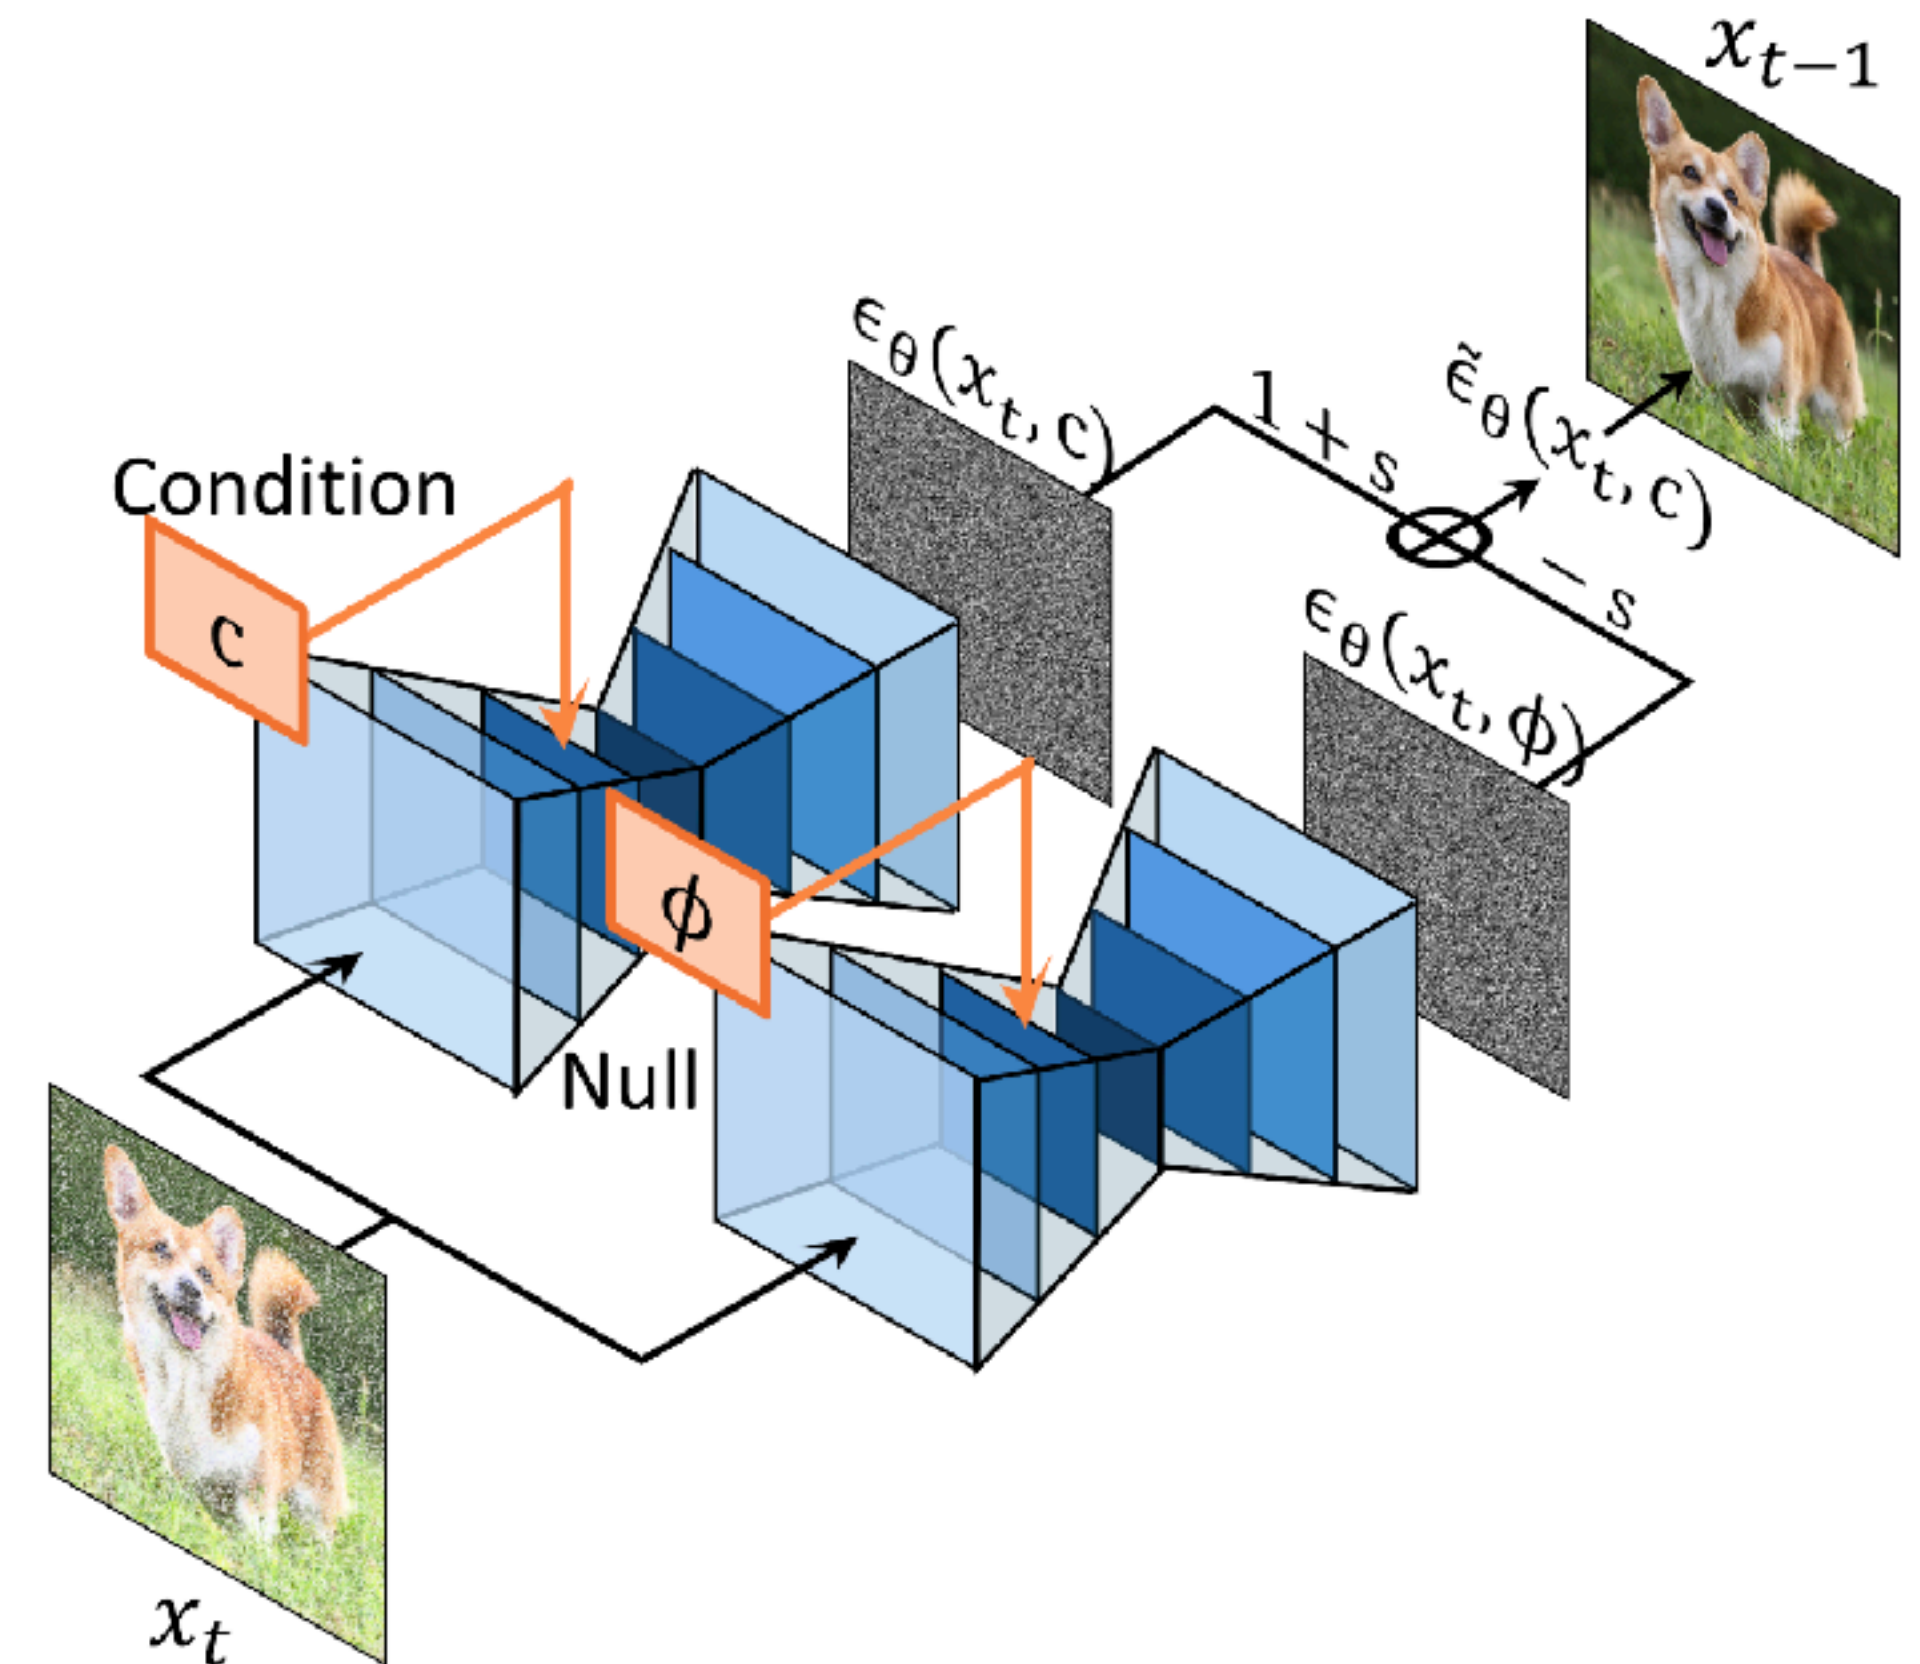 x_{t-1}
ϵ_θ(x_t, c)
1 + s
ϵ̃_θ(x_t, c)
Condition
c
− s
ϵ_θ(x_t, ϕ)
ϕ
Null
x_t